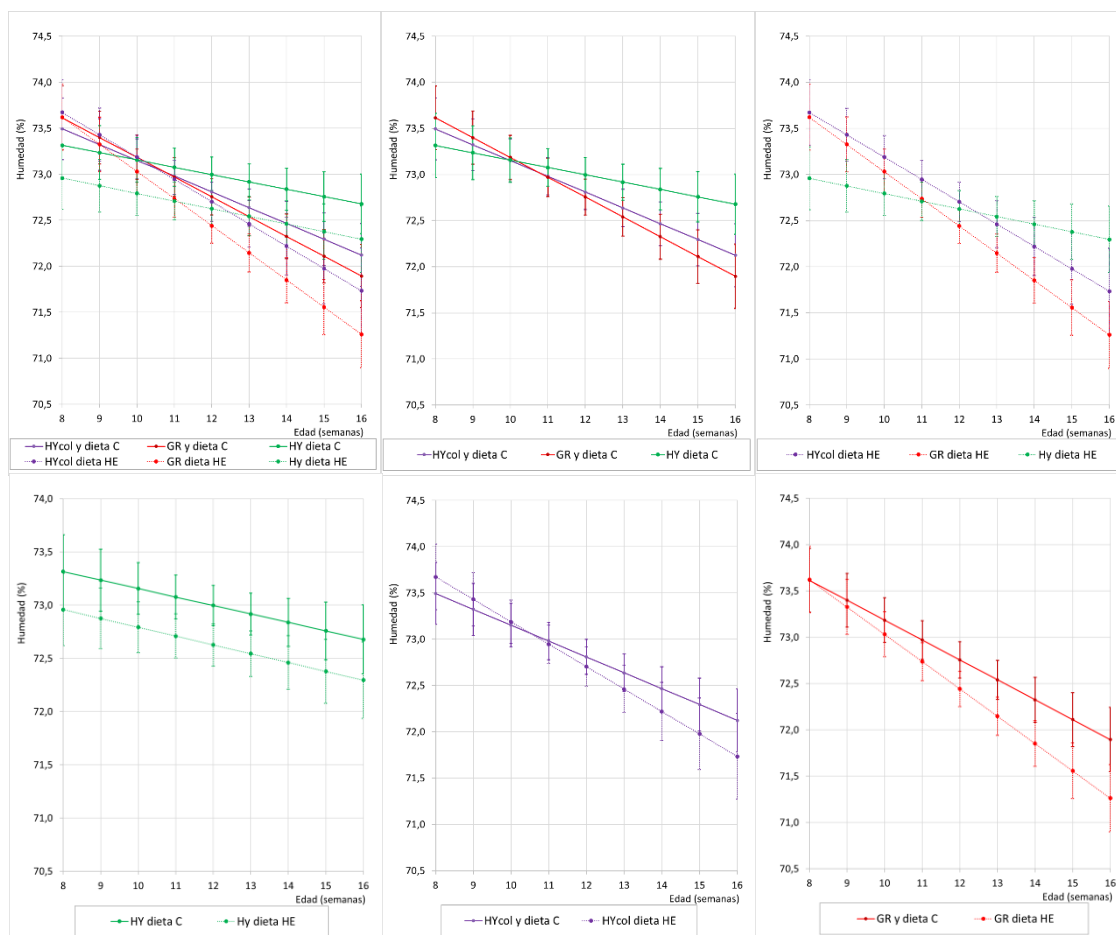 74,5
74,0
73,5
73,0
72,5
72,0
71,5
71,0
70,5
Humedad (%)
8 9 10 11 12 13 14 15 16
Edad (semanas)
HYcol y dieta C GR y dieta C HY dieta C
HYcol dieta HE GR dieta HE Hy dieta HE
74,5
74,0
73,5
73,0
72,5
72,0
71,5
71,0
70,5
Humedad (%)
8 9 10 11 12 13 14 15 16
Edad (semanas)
HYcol y dieta C GR y dieta C HY dieta C
74,5
74,0
73,5
73,0
72,5
72,0
71,5
71,0
70,5
Humedad (%)
8 9 10 11 12 13 14 15 16
Edad (semanas)
HYcol dieta HE GR dieta HE Hy dieta HE
74,0
73,5
73,0
72,5
72,0
71,5
71,0
70,5
Humedad (%)
8 9 10 11 12 13 14 15 16
Edad (semanas)
HY dieta C Hy dieta HE
74,5
74,0
73,5
73,0
72,5
72,0
71,5
71,0
70,5
Humedad (%)
8 9 10 11 12 13 14 15 16
Edad (semanas)
HYcol y dieta C HYcol dieta HE
74,5
74,0
73,5
73,0
72,5
72,0
71,5
71,0
70,5
Humedad (%)
8 9 10 11 12 13 14 15 16
Edad (semanas)
GR y dieta C GR dieta HE